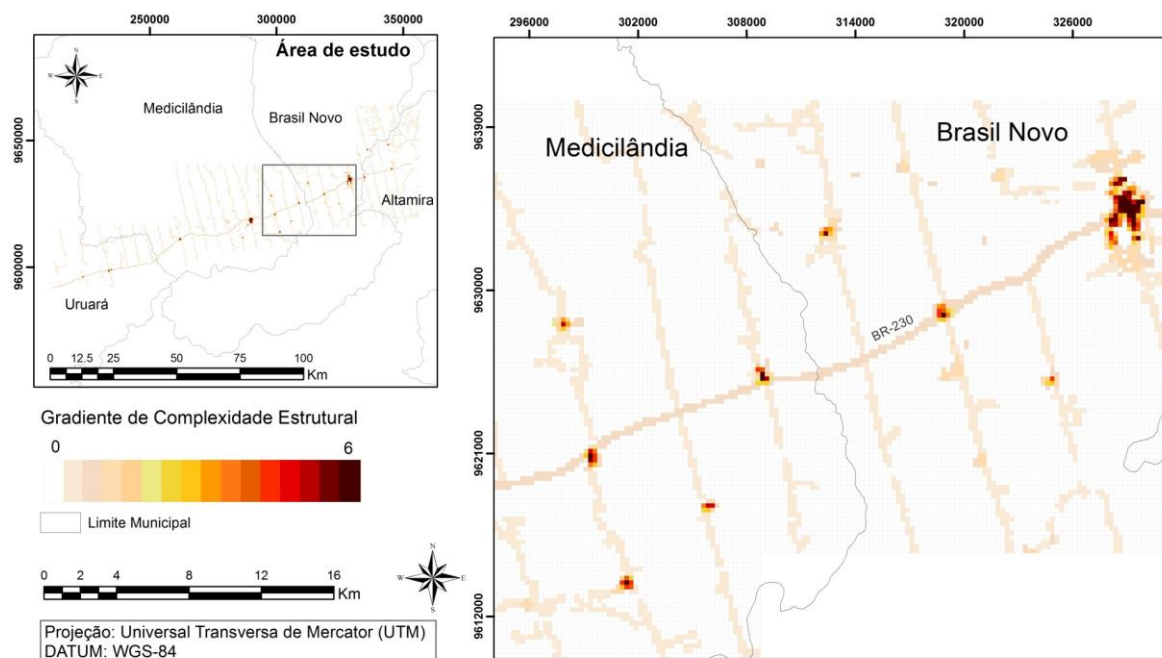 250000 300000 350000
Área de estudo
N
W E
S
Medicilândia
Brasil Novo
Altamira
Uruará
9650000
9600000
0 12.5 25 50 75 100
Km
Gradiente de Complexidade Estrutural
0 6
Limite Municipal
N
W E
S
0 2 4 8 12 16
Km
Projeção: Universal Transversa de Mercator (UTM)
DATUM: WGS-84
296000 302000 308000 314000 320000 326000
9639000
9630000
9621000
9612000
Medicilândia
Brasil Novo
BR-230